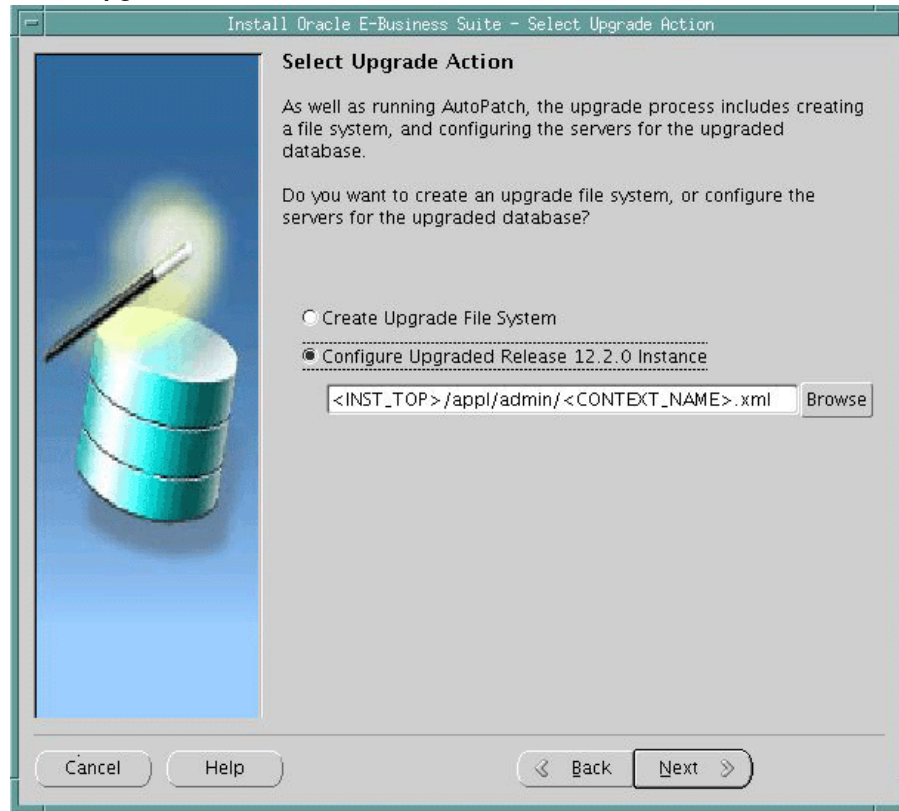 Install Oracle E-Business Suite - Select Upgrade Action
Select Upgrade Action
As well as running AutoPatch, the upgrade process includes creating
a file system, and configuring the servers for the upgraded
database.
Do you want to create an upgrade file system, or configure the
servers for the upgraded database?
Create Upgrade File System
Configure Upgraded Release 12.2.0 Instance
<INST_TOP>/appl/admin/<CONTEXT_NAME>.xml Browse
Cancel Help Back Next